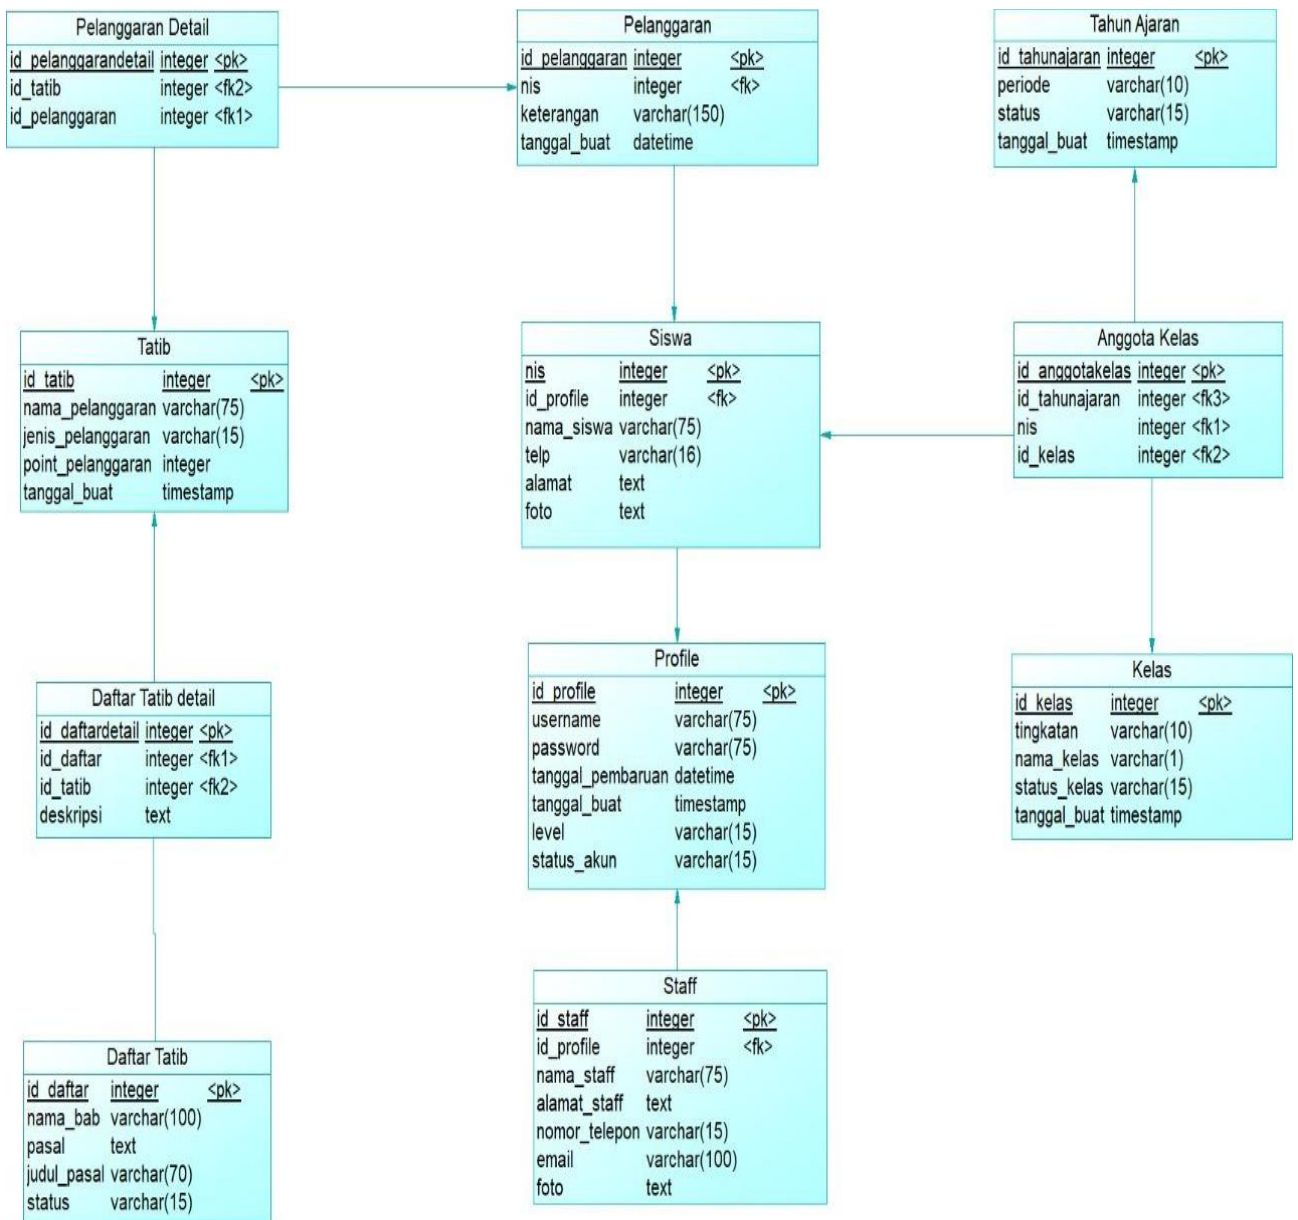 Pelanggaran Detail
id_pelanggarandetail integer <pk>
id_tatib integer <fk2>
id_pelanggaran integer <fk1>
Pelanggaran
id_pelanggaran integer <pk>
nis integer <fk>
keterangan varchar(150)
tanggal_buat datetime
Tahun Ajaran
id_tahunajaran integer <pk>
periode varchar(10)
status varchar(15)
tanggal_buat timestamp
Tatib
id_tatib integer <pk>
nama_pelanggaran varchar(75)
jenis_pelanggaran varchar(15)
point_pelanggaran integer
tanggal_buat timestamp
Siswa
nis integer <pk>
id_profile integer <fk>
nama_siswa varchar(75)
telp varchar(16)
alamat text
foto text
Anggota Kelas
id_anggotakelas integer <pk>
id_tahunajaran integer <fk3>
nis integer <fk1>
id_kelas integer <fk2>
Daftar Tatib detail
id_daftardetail integer <pk>
id_daftar integer <fk1>
id_tatib integer <fk2>
deskripsi text
Profile
id_profile integer <pk>
username varchar(75)
password varchar(75)
tanggal_pembaruan datetime
tanggal_buat timestamp
level varchar(15)
status_akun varchar(15)
Kelas
id_kelas integer <pk>
tingkatan varchar(10)
nama_kelas varchar(1)
status_kelas varchar(15)
tanggal_buat timestamp
Daftar Tatib
id_daftar integer <pk>
nama_bab varchar(100)
pasal text
judul_pasal varchar(70)
status varchar(15)
Staff
id_staff integer <pk>
id_profile integer <fk>
nama_staff varchar(75)
alamat_staff text
nomor_telepon varchar(15)
email varchar(100)
foto text